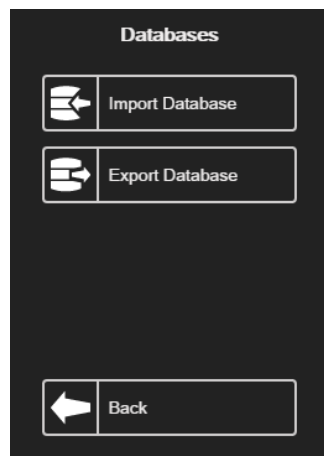 Databases
Import Database
Export Database
Back